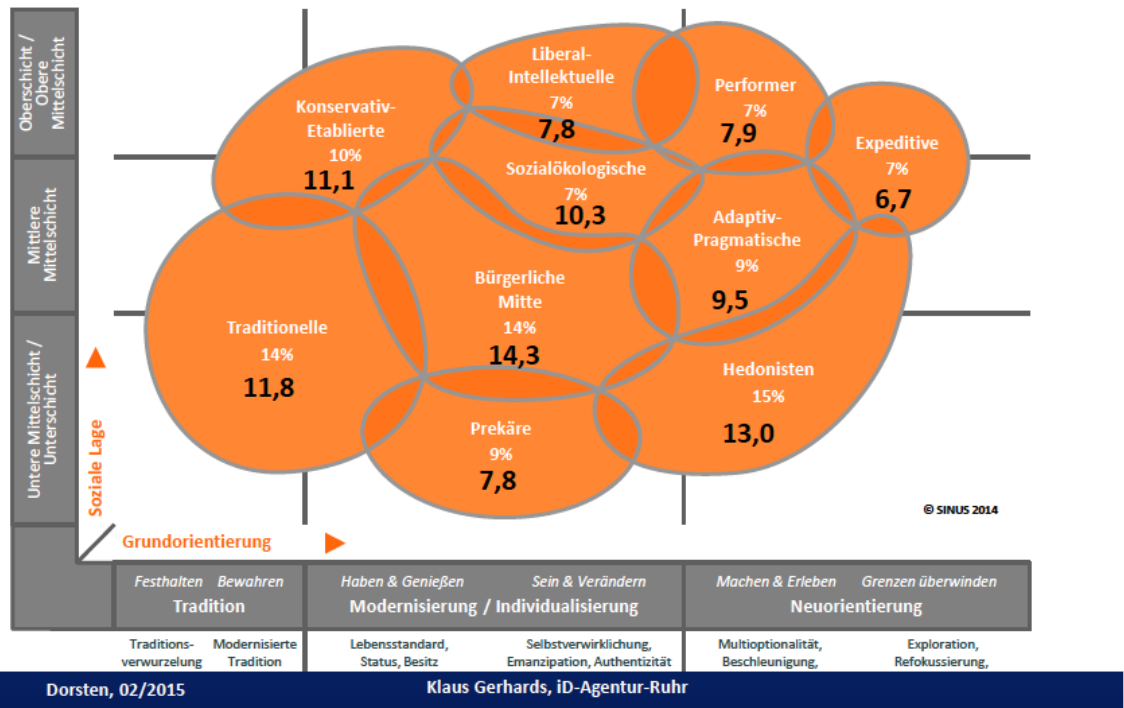 Oberschicht /
Obere
Mittelschicht
Mittlere
Mittelschicht
Untere Mittelschicht /
Unterschicht
Soziale Lage
Konservativ-
Etablierte
10%
11,1
Liberal-
Intellektuelle
7%
7,8
Performer
7%
7,9
Expeditive
7%
6,7
Sozialökologische
7%
10,3
Adaptiv-
Pragmatische
9%
9,5
Bürgerliche
Mitte
14%
14,3
Traditionelle
14%
11,8
Hedonisten
15%
13,0
Prekäre
9%
7,8
© SINUS 2014
Grundorientierung
Festhalten Bewahren
Tradition
Haben & Genießen Sein & Verändern
Modernisierung / Individualisierung
Machen & Erleben Grenzen überwinden
Neuorientierung
Traditions-
verwurzelung
Modernisierte
Tradition
Lebensstandard,
Status, Besitz
Selbstverwirklichung,
Emanzipation, Authentizität
Multioptionalität,
Beschleunigung,
Exploration,
Refokussierung,
Dorsten, 02/2015
Klaus Gerhards, iD-Agentur-Ruhr